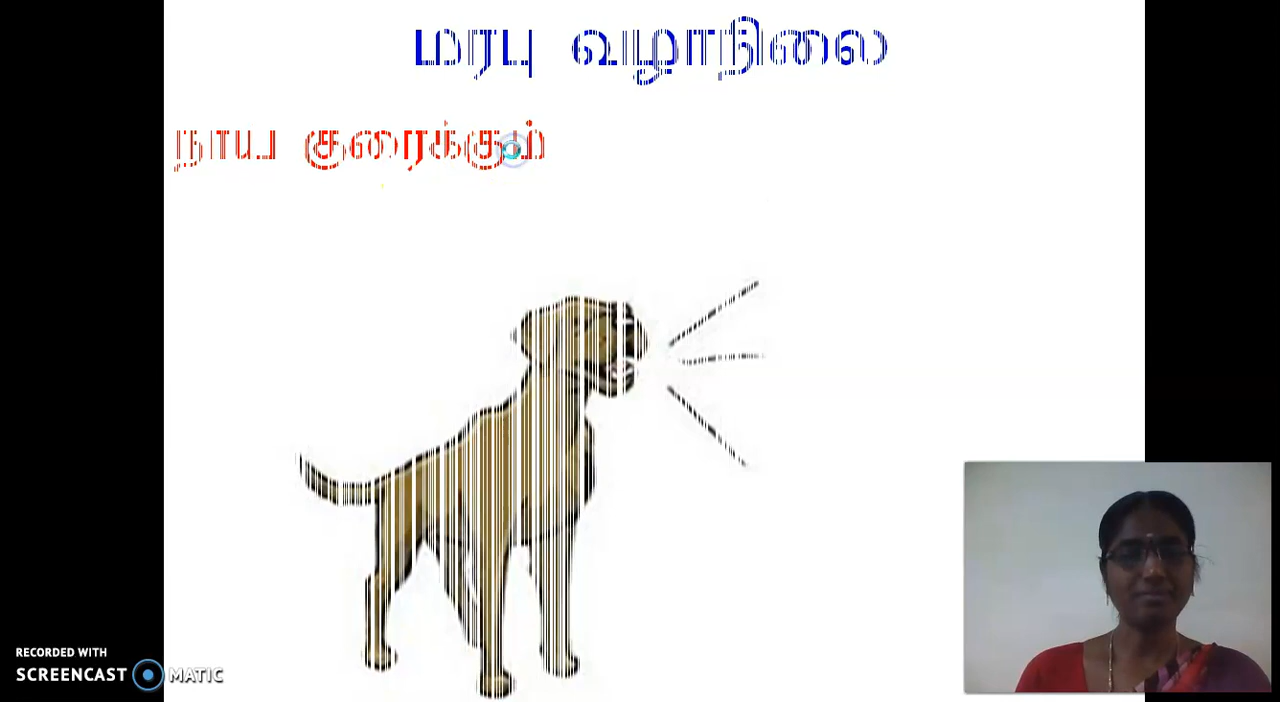 மரபு வழாநிலை
நாய் குரைக்கும்
RECORDED WITH
SCREENCAST MATIC